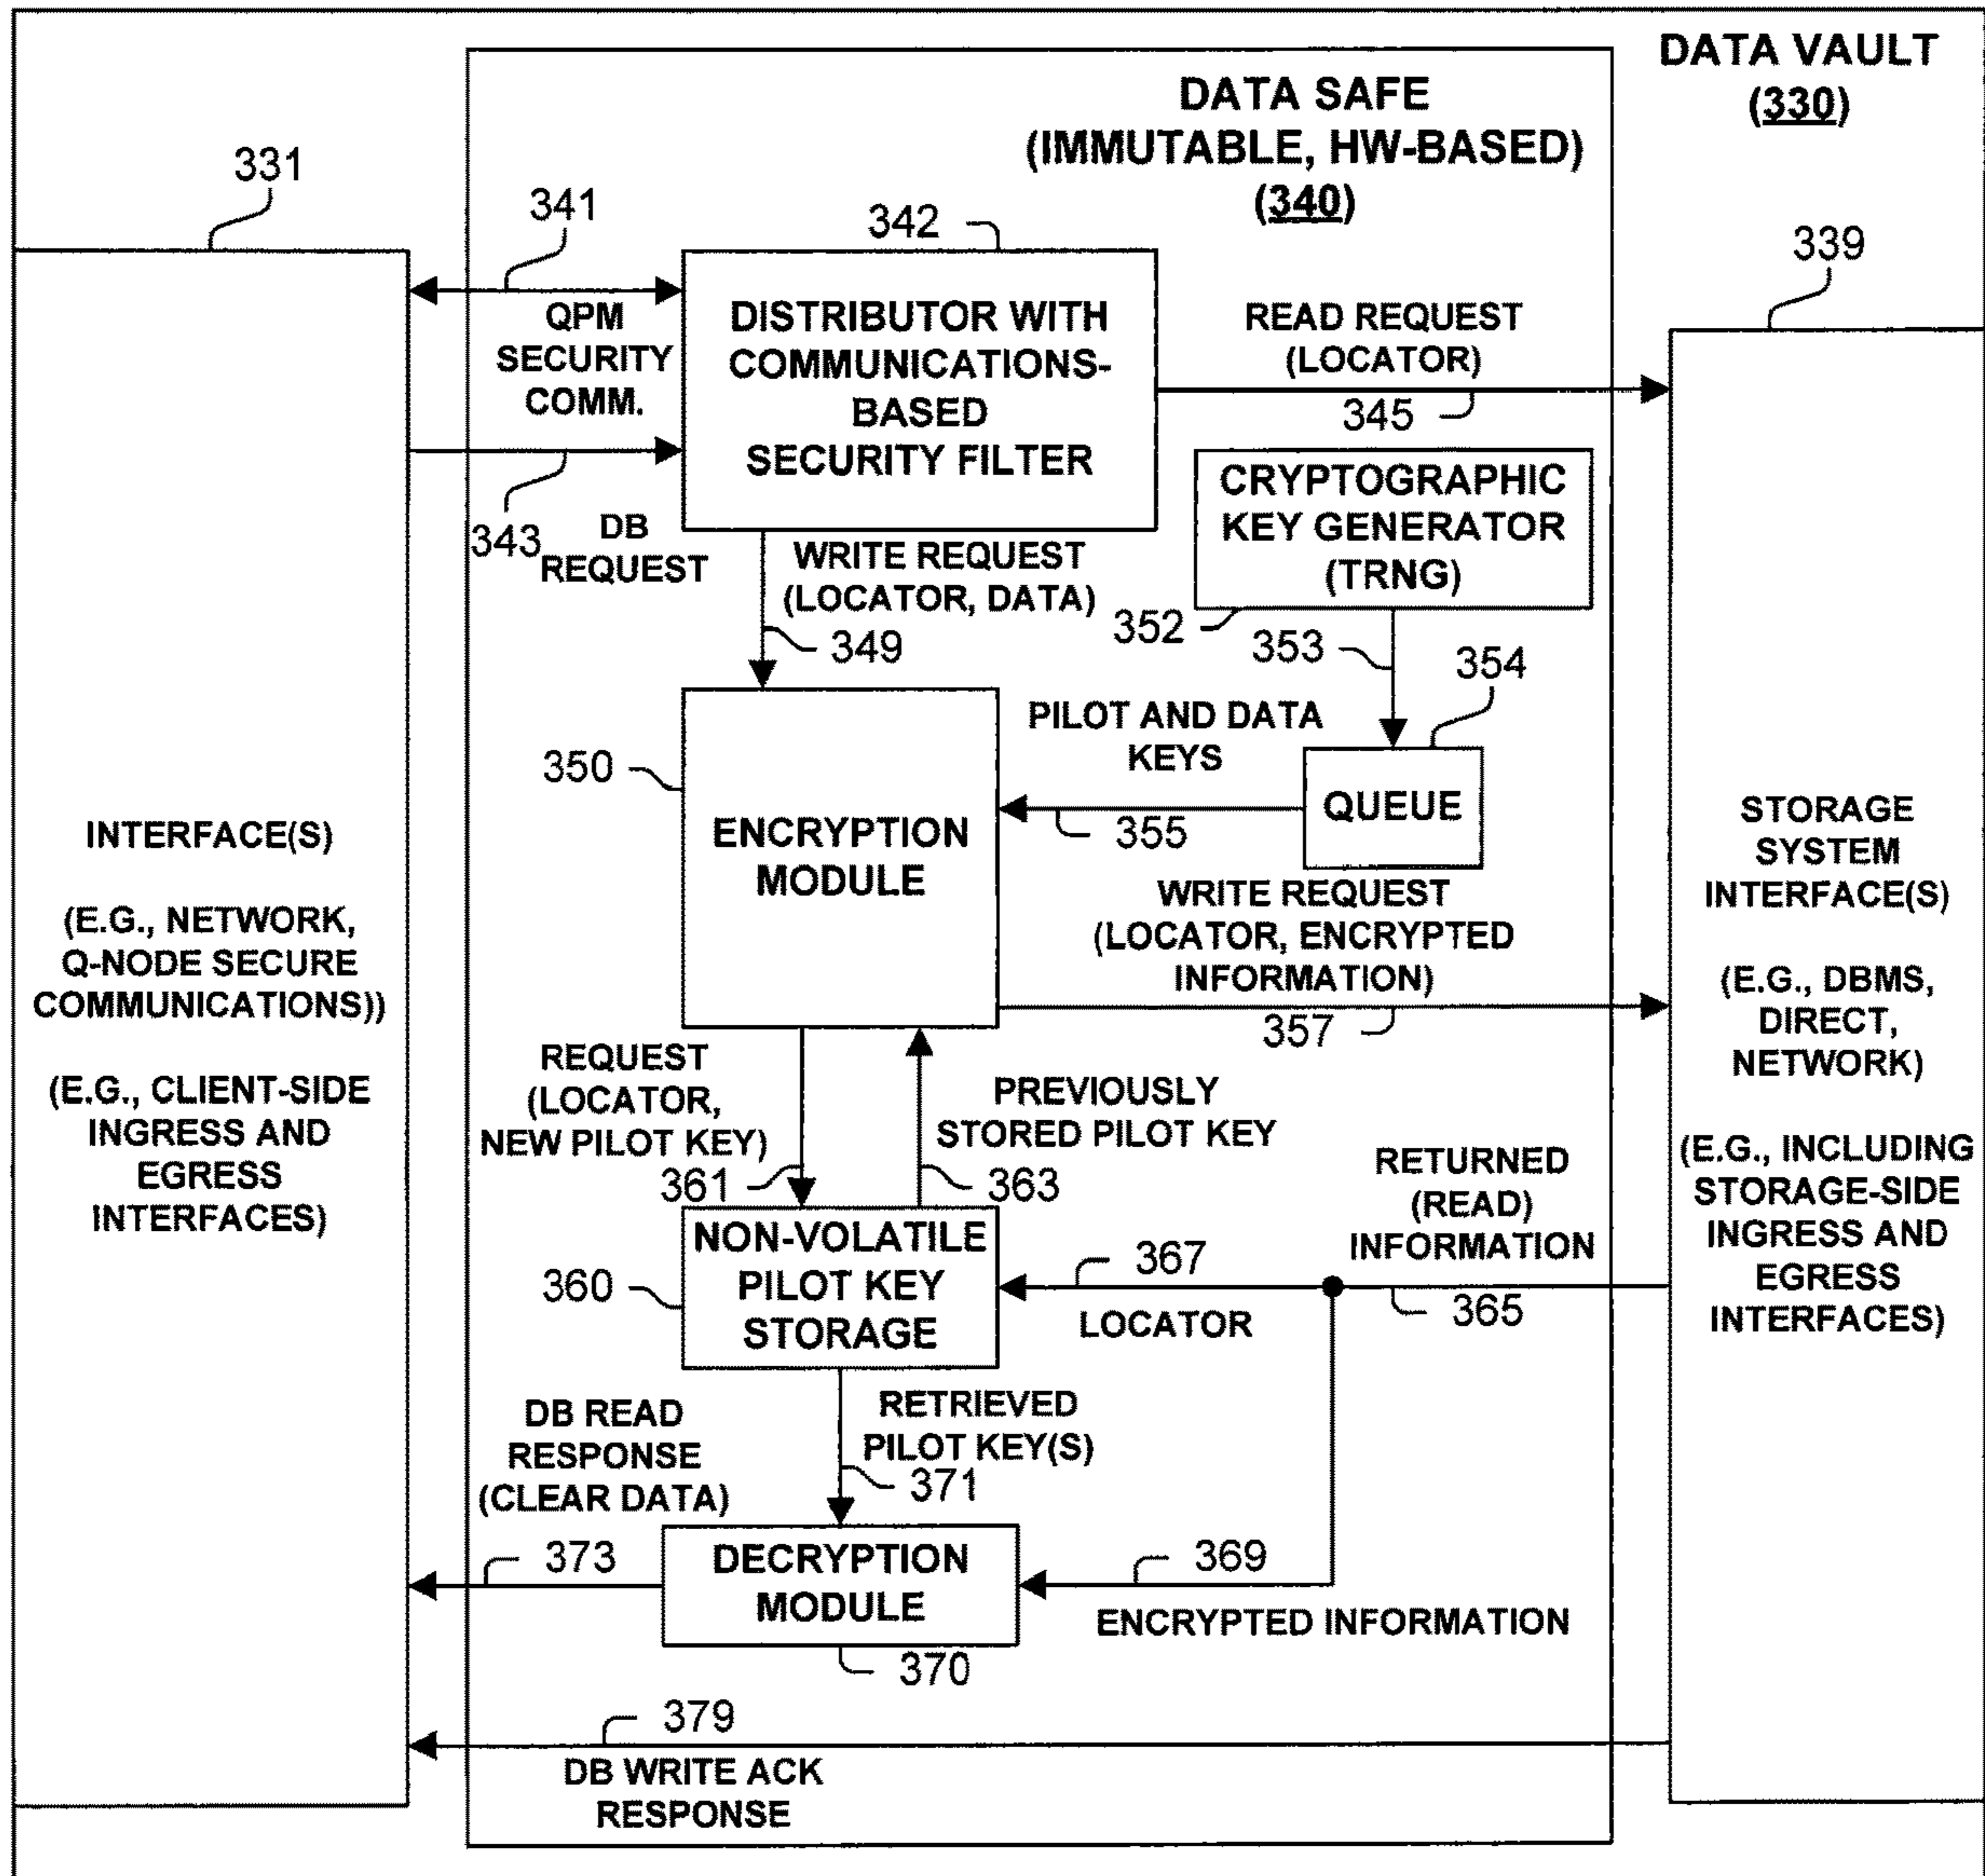 DATA VAULT
(330)
DATA SAFE
(IMMUTABLE, HW-BASED)
(340)
331
341
342
339
QPM
SECURITY
COMM.
DISTRIBUTOR WITH
COMMUNICATIONS-
BASED
SECURITY FILTER
READ REQUEST
(LOCATOR)
345
343
DB
REQUEST
CRYPTOGRAPHIC
KEY GENERATOR
(TRNG)
352
353
354
WRITE REQUEST
(LOCATOR, DATA)
349
PILOT AND DATA
KEYS
350
ENCRYPTION
MODULE
355
QUEUE
WRITE REQUEST
(LOCATOR, ENCRYPTED
INFORMATION)
357
INTERFACE(S)
(E.G., NETWORK,
Q-NODE SECURE
COMMUNICATIONS))
(E.G., CLIENT-SIDE
INGRESS AND
EGRESS
INTERFACES)
STORAGE
SYSTEM
INTERFACE(S)
(E.G., DBMS,
DIRECT,
NETWORK)
(E.G., INCLUDING
STORAGE-SIDE
INGRESS AND
EGRESS
INTERFACES)
REQUEST
(LOCATOR,
NEW PILOT KEY)
361
PREVIOUSLY
STORED PILOT KEY
363
RETURNED
(READ)
INFORMATION
365
360
NON-VOLATILE
PILOT KEY
STORAGE
367
LOCATOR
DB READ
RESPONSE
(CLEAR DATA)
373
RETRIEVED
PILOT KEY(S)
371
DECRYPTION
MODULE
370
369
ENCRYPTED INFORMATION
379
DB WRITE ACK
RESPONSE